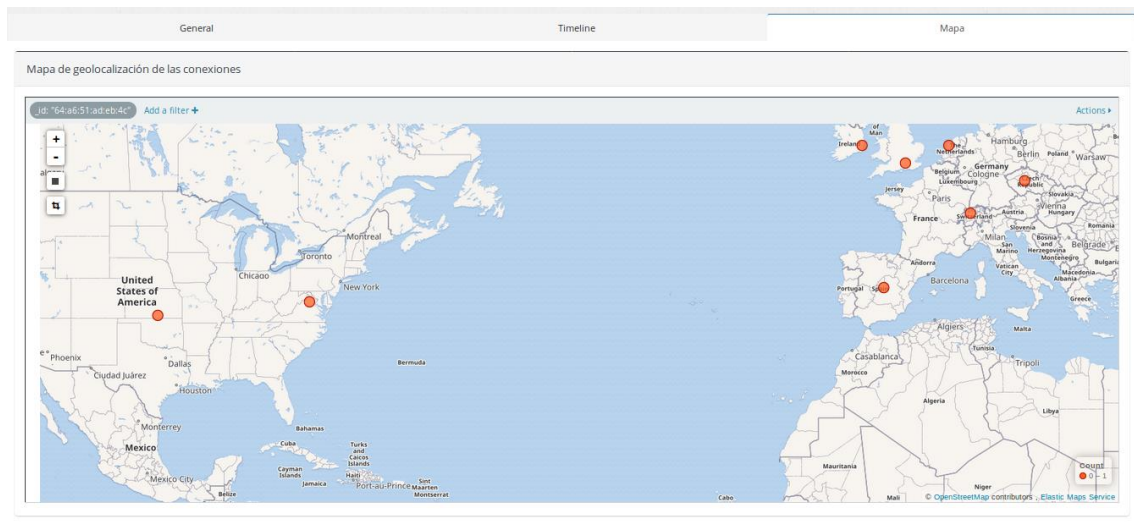 General
Timeline
Mapa
Mapa de geolocalización de las conexiones
_id: "64:a6:51:ad:eb:4c"
Add a filter +
Actions
+
-
of
Man
Ireland
Netherlands
Hamburg
Berlin
Poland
Warsaw
Belgium
Germany
Cologne
Luxembourg
Slovakia
Jersey
Paris
Vienna
France
Switzerland
Austria
Hungary
Slovenia
Romania
Montreal
Toronto
Milan
San
Marino
Bosnia
and
Herzegovina
Belgrade
Montenegro
Bulgaria
Chicago
Andorra
Vatican
City
Macedonia
Albania
United
States of
America
New York
Portugal
Barcelona
Greece
Algiers
Malta
Tunisia
Phoenix
Dallas
Bermuda
Casablanca
Tripoli
Ciudad Juárez
Morocco
Houston
Algeria
Libya
Monterrey
Bahamas
Mexico
Cuba
Turks
and
Caicos
Islands
Mauritania
Count
0 – 1
Mexico City
Cayman
Islands
Haiti
Jamaica
Port-au-Prince
Sint
Maarten
Montserrat
Niger
Belize
Cabo
Mali
© OpenStreetMap contributors , Elastic Maps Service